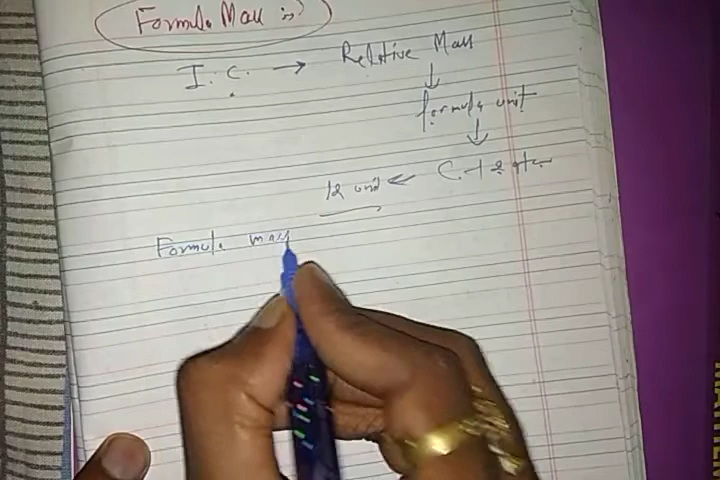 Formula Mass :-)
I. C. → Relative Mass
↓
formula unit
↓
12 unit ← C-12 atom
Formula mass